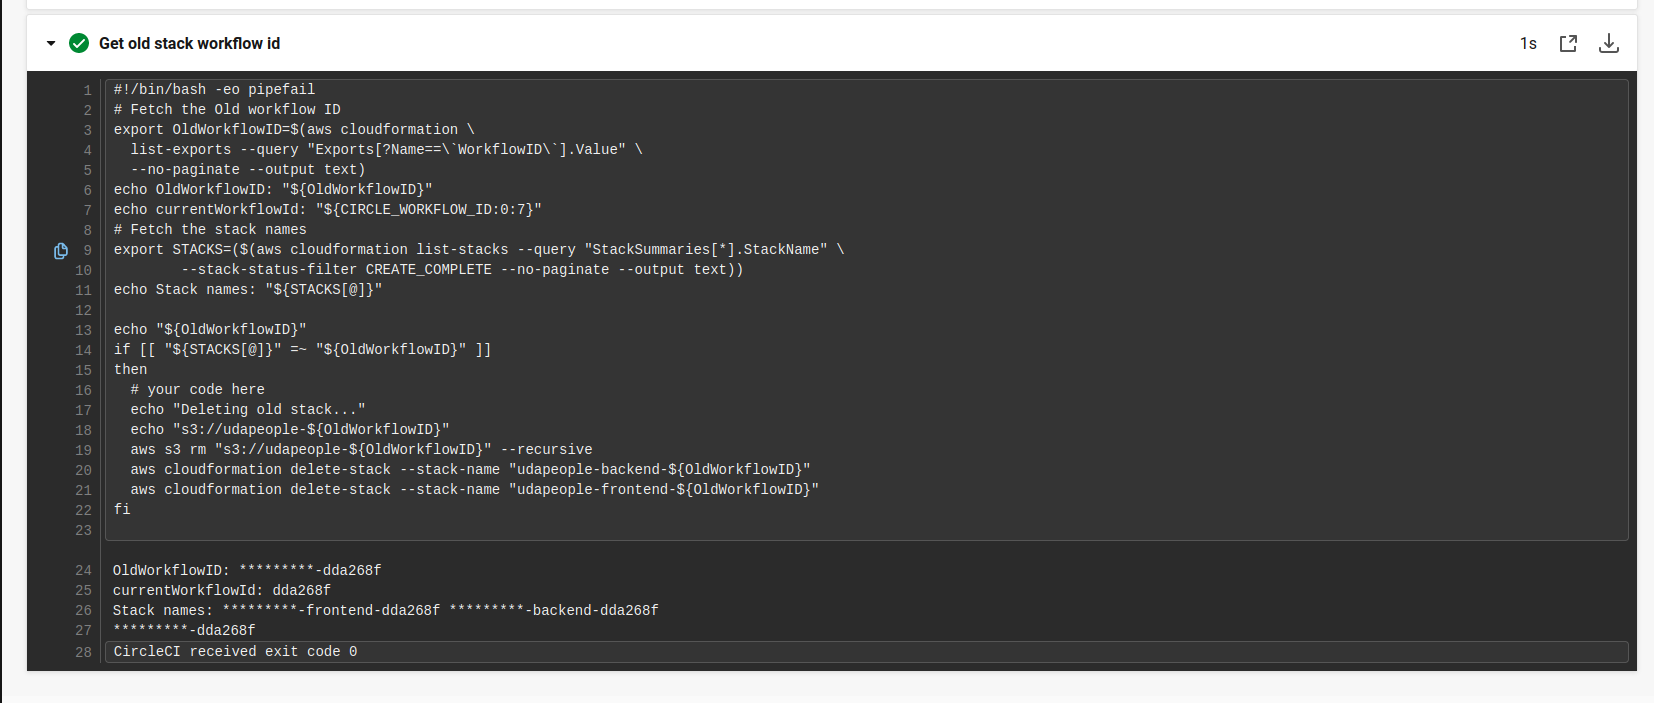 Get old stack workflow id 1s
1 #!/bin/bash -eo pipefail
2 # Fetch the Old workflow ID
3 export OldWorkflowID=$(aws cloudformation \
4   list-exports --query "Exports[?Name==\`WorkflowID\`].Value" \
5   --no-paginate --output text)
6 echo OldWorkflowID: "${OldWorkflowID}"
7 echo currentWorkflowId: "${CIRCLE_WORKFLOW_ID:0:7}"
8 # Fetch the stack names
9 export STACKS=($(aws cloudformation list-stacks --query "StackSummaries[*].StackName" \
10         --stack-status-filter CREATE_COMPLETE --no-paginate --output text))
11 echo Stack names: "${STACKS[@]}"
12
13 echo "${OldWorkflowID}"
14 if [[ "${STACKS[@]}" =~ "${OldWorkflowID}" ]]
15 then
16   # your code here
17   echo "Deleting old stack..."
18   echo "s3://udapeople-${OldWorkflowID}"
19   aws s3 rm "s3://udapeople-${OldWorkflowID}" --recursive
20   aws cloudformation delete-stack --stack-name "udapeople-backend-${OldWorkflowID}"
21   aws cloudformation delete-stack --stack-name "udapeople-frontend-${OldWorkflowID}"
22 fi
23
24 OldWorkflowID: *********-dda268f
25 currentWorkflowId: dda268f
26 Stack names: *********-frontend-dda268f *********-backend-dda268f
27 *********-dda268f
28 CircleCI received exit code 0